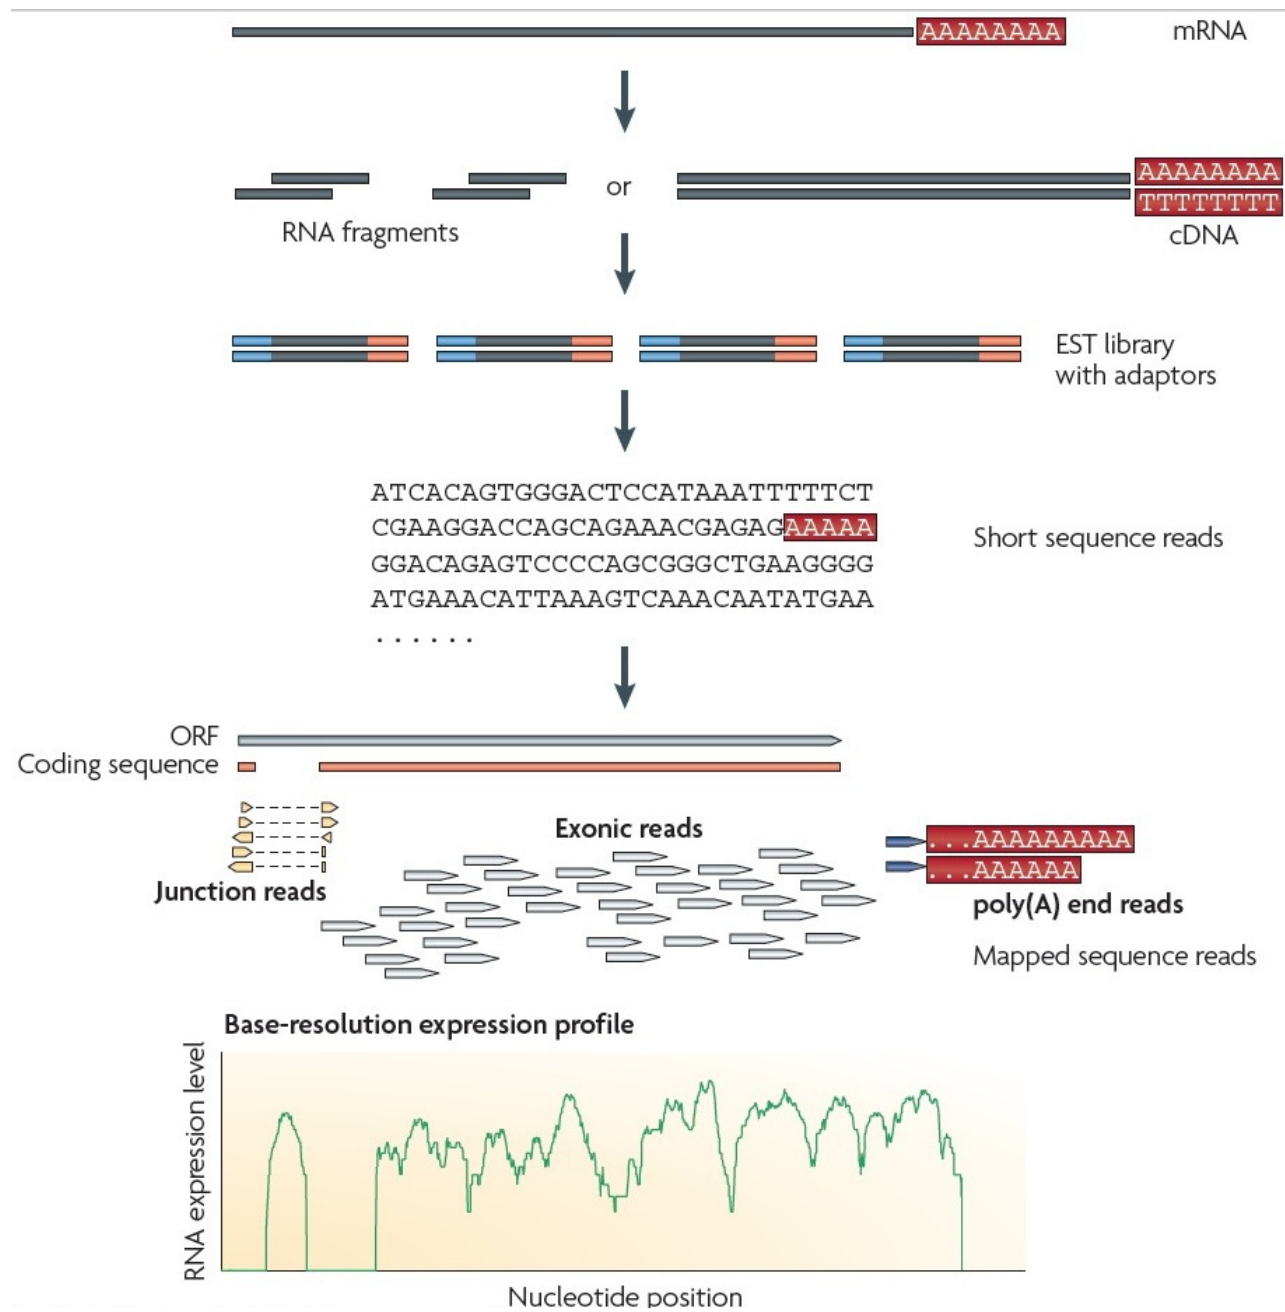 AAAAAAAA mRNA
AAAAAAAA
or
TTTTTTTT
RNA fragments
cDNA
EST library
with adaptors
ATCACAGTGGGACTCCATAAATTTTTCT
CGAAGGACCAGCAGAAACGAGAGAAAAA
Short sequence reads
GGACAGAGTCCCCAGCGGGCTGAAGGGG
ATGAAACATTAAAGTCAAACAATATGAA
. . . . . .
ORF
Coding sequence
Exonic reads
...AAAAAAAAA
...AAAAAA
Junction reads
poly(A) end reads
Mapped sequence reads
Base-resolution expression profile
RNA expression level
Nucleotide position